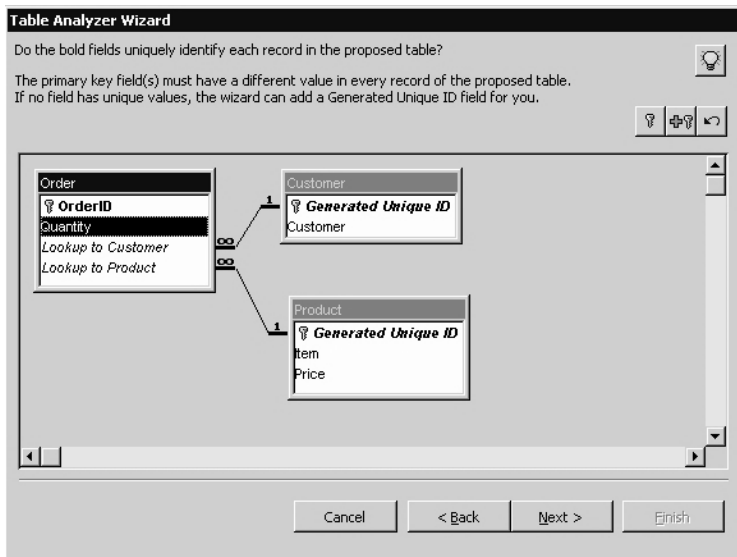 Table Analyzer Wizard
Do the bold fields uniquely identify each record in the proposed table?
The primary key field(s) must have a different value in every record of the proposed table.
If no field has unique values, the wizard can add a Generated Unique ID field for you.
Order
OrderID
Quantity
Lookup to Customer
Lookup to Product
1
∞
∞
1
Customer
Generated Unique ID
Customer
Product
Generated Unique ID
Item
Price
Cancel
< Back
Next >
Finish